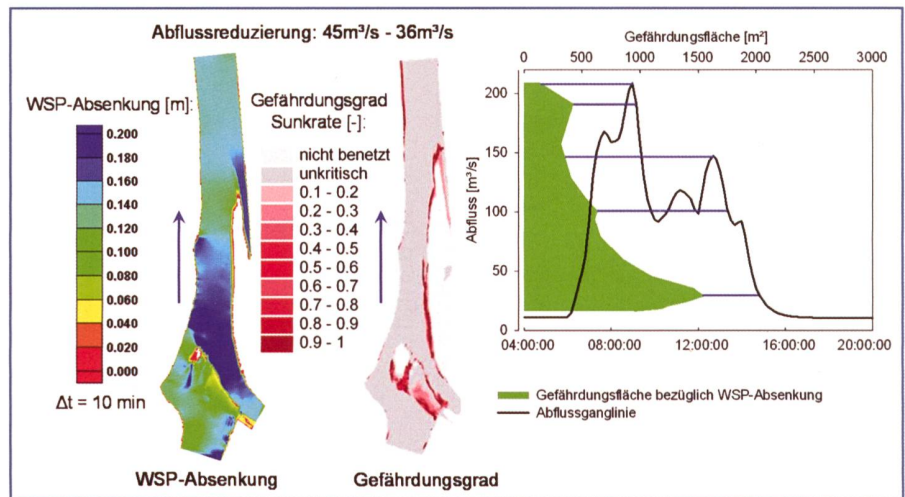 Abflussreduzierung: 45m³/s - 36m³/s
WSP-Absenkung [m]:
0.200
0.180
0.160
0.140
0.120
0.100
0.080
0.060
0.040
0.020
0.000
Δt = 10 min
WSP-Absenkung
Gefährdungsgrad
Sunkrate [-]:
nicht benetzt
unkritisch
0.1 - 0.2
0.2 - 0.3
0.3 - 0.4
0.4 - 0.5
0.5 - 0.6
0.6 - 0.7
0.7 - 0.8
0.8 - 0.9
0.9 - 1
Gefährdungsgrad
Gefährdungsfläche [m²]
0 500 1000 1500 2000 2500 3000
Abfluss [m³/s]
200
150
100
50
0
04:00:00 08:00:00 12:00:00 16:00:00 20:00:00
Gefährdungsfläche bezüglich WSP-Absenkung
Abflussganglinie